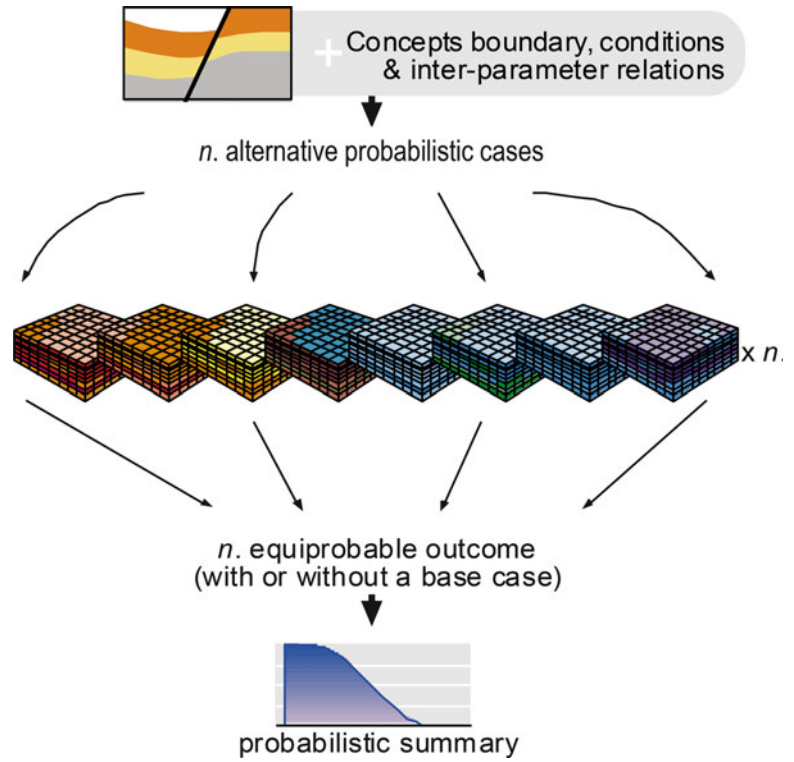 + Concepts boundary, conditions
& inter-parameter relations
n. alternative probabilistic cases
x n.
n. equiprobable outcome
(with or without a base case)
probabilistic summary